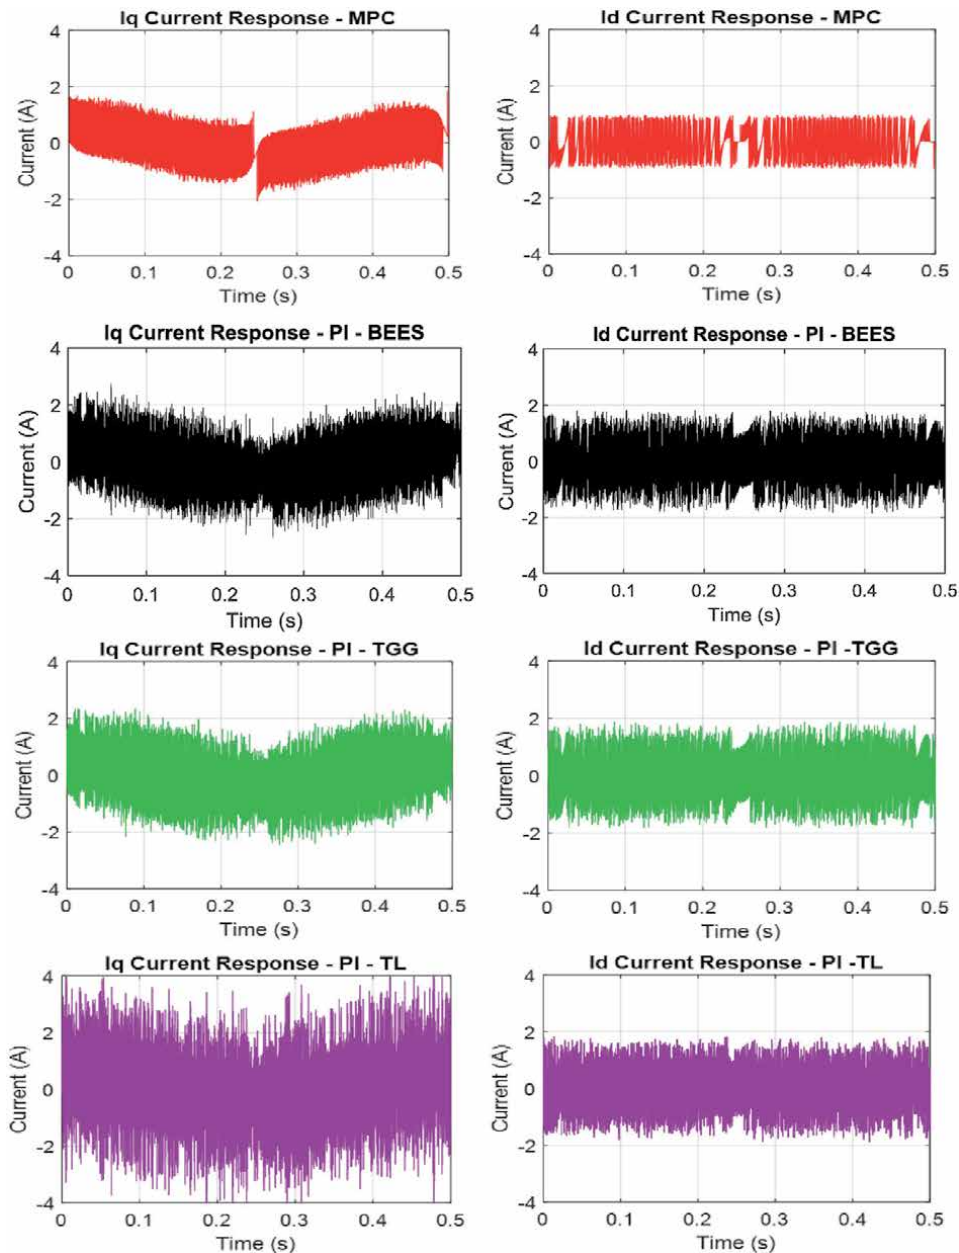 Iq Current Response - MPC
Current (A)
4
2
0
-2
-4
0 0.1 0.2 0.3 0.4 0.5
Time (s)
Id Current Response - MPC
Current (A)
4
2
0
-2
-4
0 0.1 0.2 0.3 0.4 0.5
Time (s)
Iq Current Response - PI - BEES
Current (A)
4
2
0
-2
-4
0 0.1 0.2 0.3 0.4 0.5
Time (s)
Id Current Response - PI - BEES
Current (A)
4
2
0
-2
-4
0 0.1 0.2 0.3 0.4 0.5
Time (s)
Iq Current Response - PI - TGG
Current (A)
4
2
0
-2
-4
0 0.1 0.2 0.3 0.4 0.5
Time (s)
Id Current Response - PI -TGG
Current (A)
4
2
0
-2
-4
0 0.1 0.2 0.3 0.4 0.5
Time (s)
Iq Current Response - PI - TL
Current (A)
4
2
0
-2
-4
0 0.1 0.2 0.3 0.4 0.5
Time (s)
Id Current Response - PI -TL
Current (A)
4
2
0
-2
-4
0 0.1 0.2 0.3 0.4 0.5
Time (s)